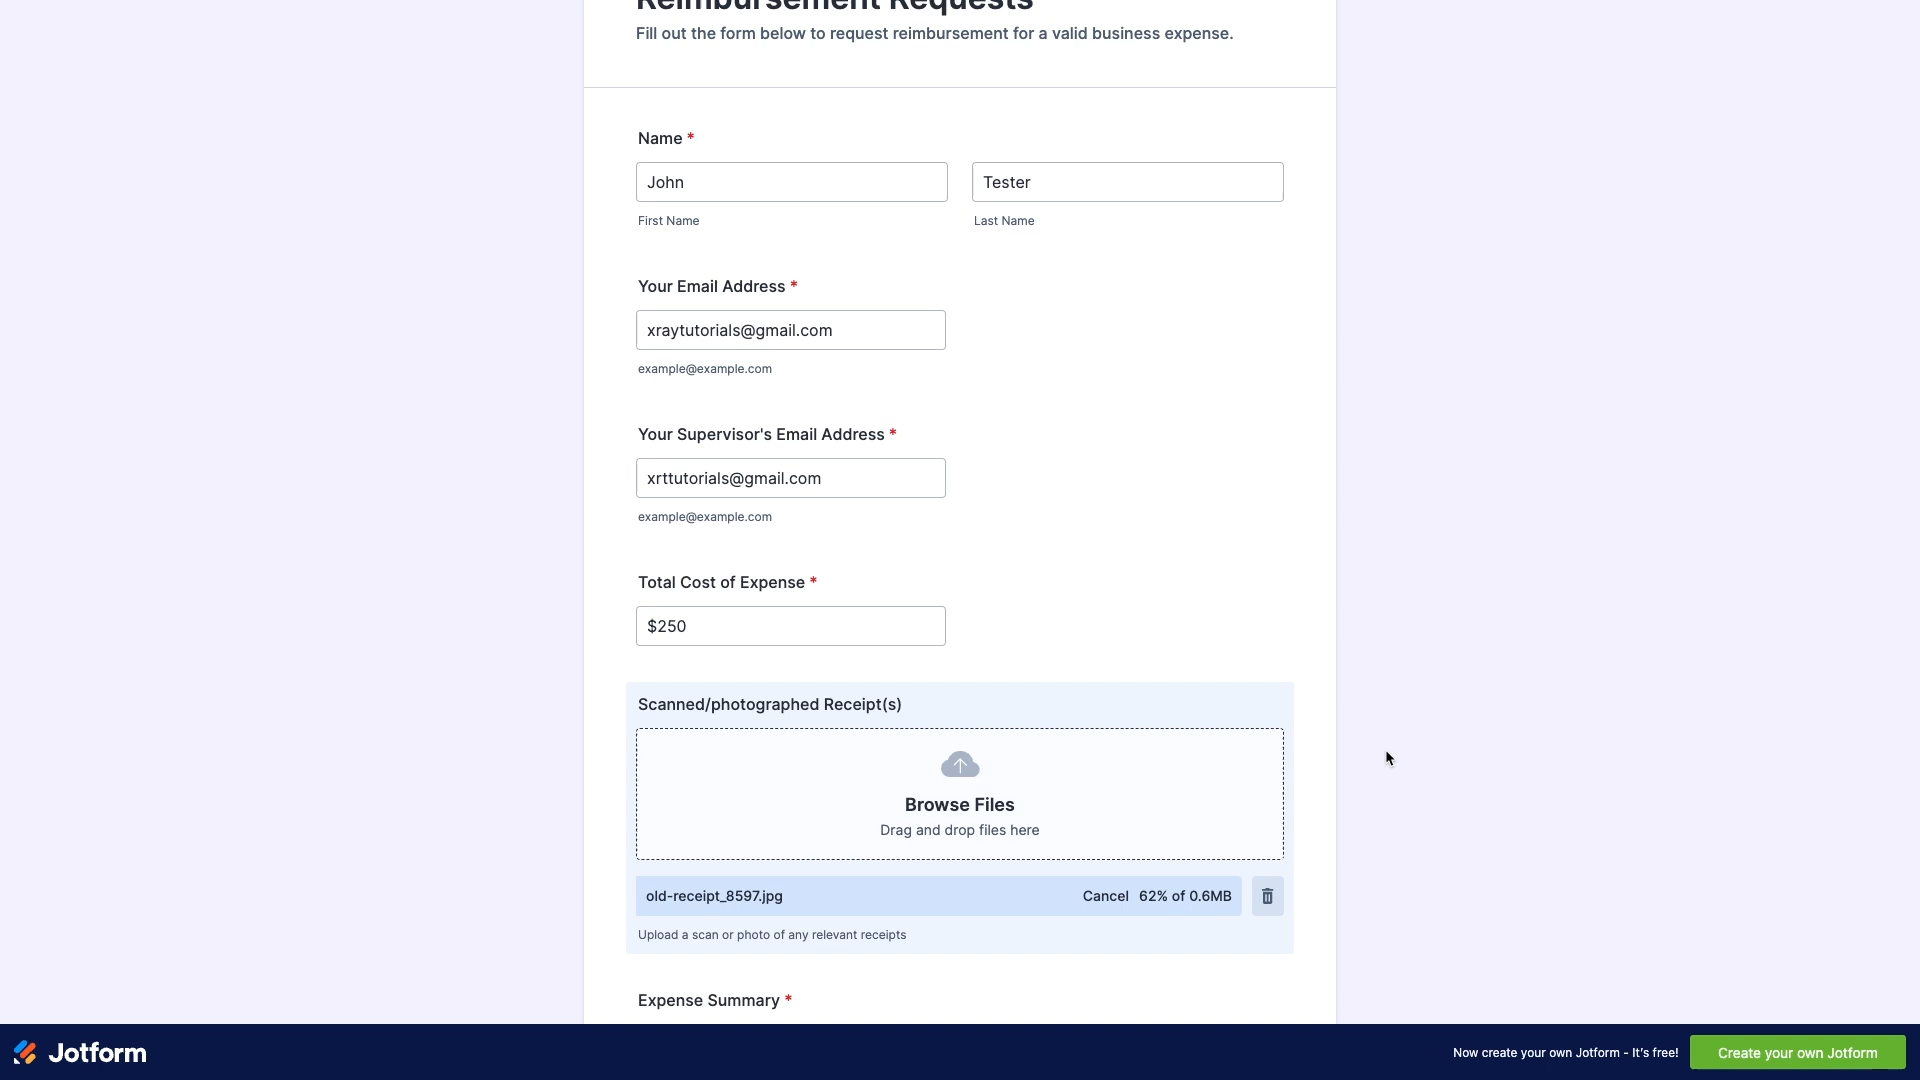 Reimbursement Requests
Fill out the form below to request reimbursement for a valid business expense.
Name *
John
Tester
First Name
Last Name
Your Email Address *
xraytutorials@gmail.com
example@example.com
Your Supervisor's Email Address *
xrttutorials@gmail.com
example@example.com
Total Cost of Expense *
$250
Scanned/photographed Receipt(s)
Browse Files
Drag and drop files here
old-receipt_8597.jpg Cancel 62% of 0.6MB
Upload a scan or photo of any relevant receipts
Expense Summary *
Jotform
Now create your own Jotform - It's free!
Create your own Jotform